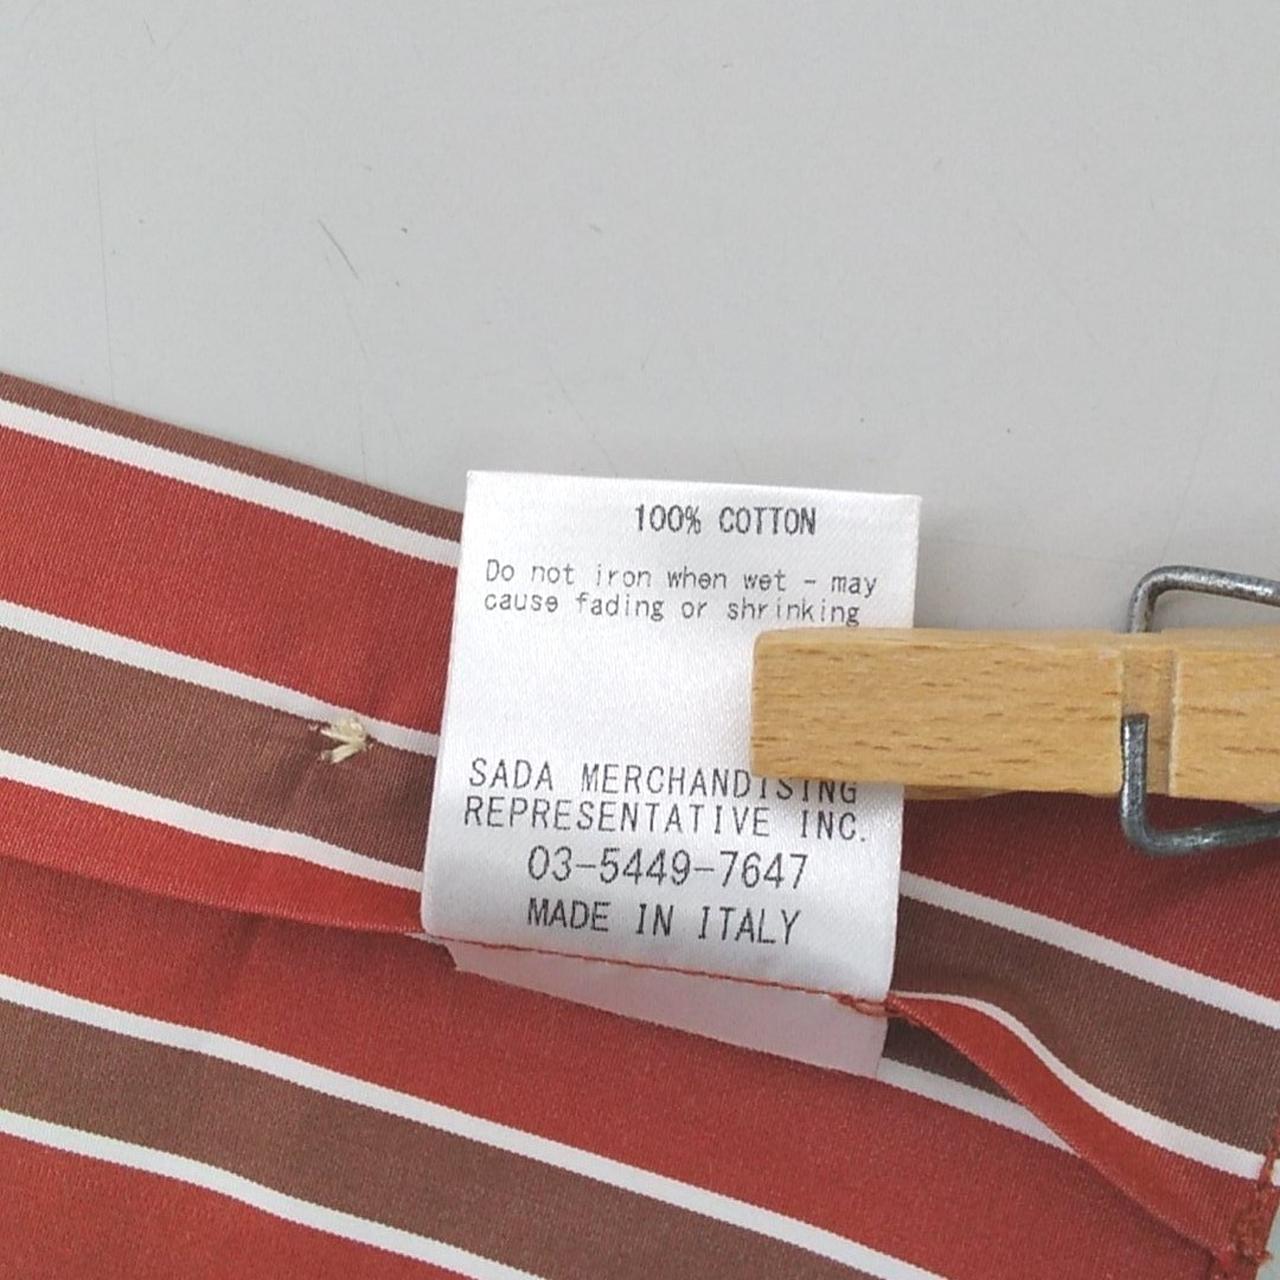 100% COTTON
Do not iron when wet - may
cause fading or shrinking
SADA MERCHANDISING
REPRESENTATIVE INC.
03-5449-7647
MADE IN ITALY